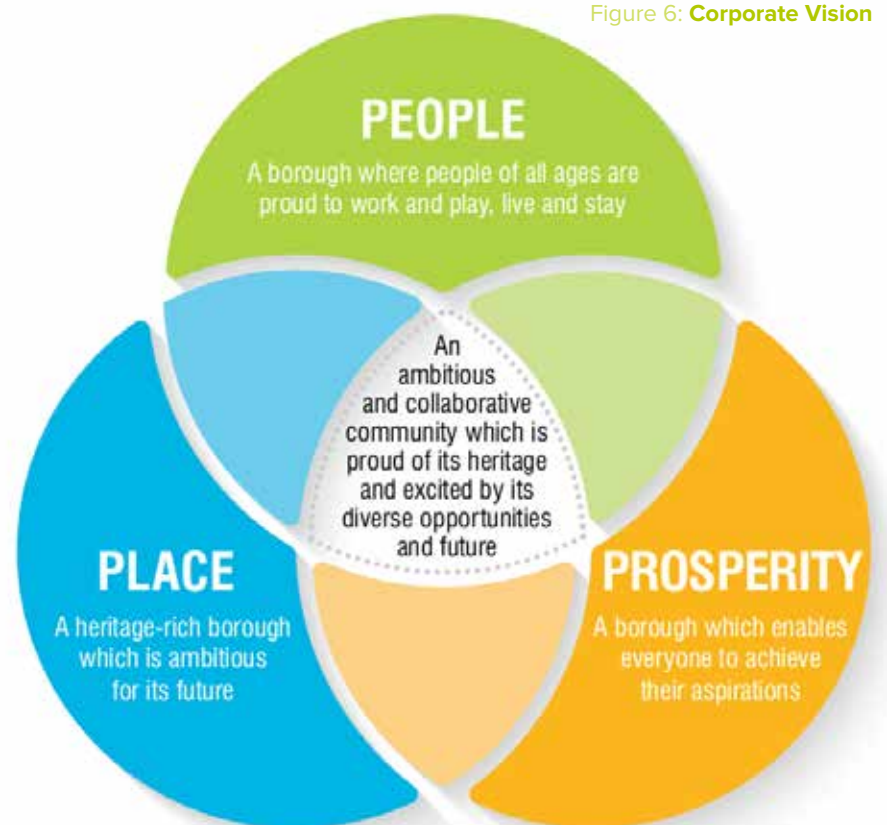 Figure 6: Corporate Vision
PEOPLE
A borough where people of all ages are
proud to work and play, live and stay
An
ambitious
and collaborative
community which is
proud of its heritage
and excited by its
diverse opportunities
and future
PLACE
A heritage-rich borough
which is ambitious
for its future
PROSPERITY
A borough which enables
everyone to achieve
their aspirations